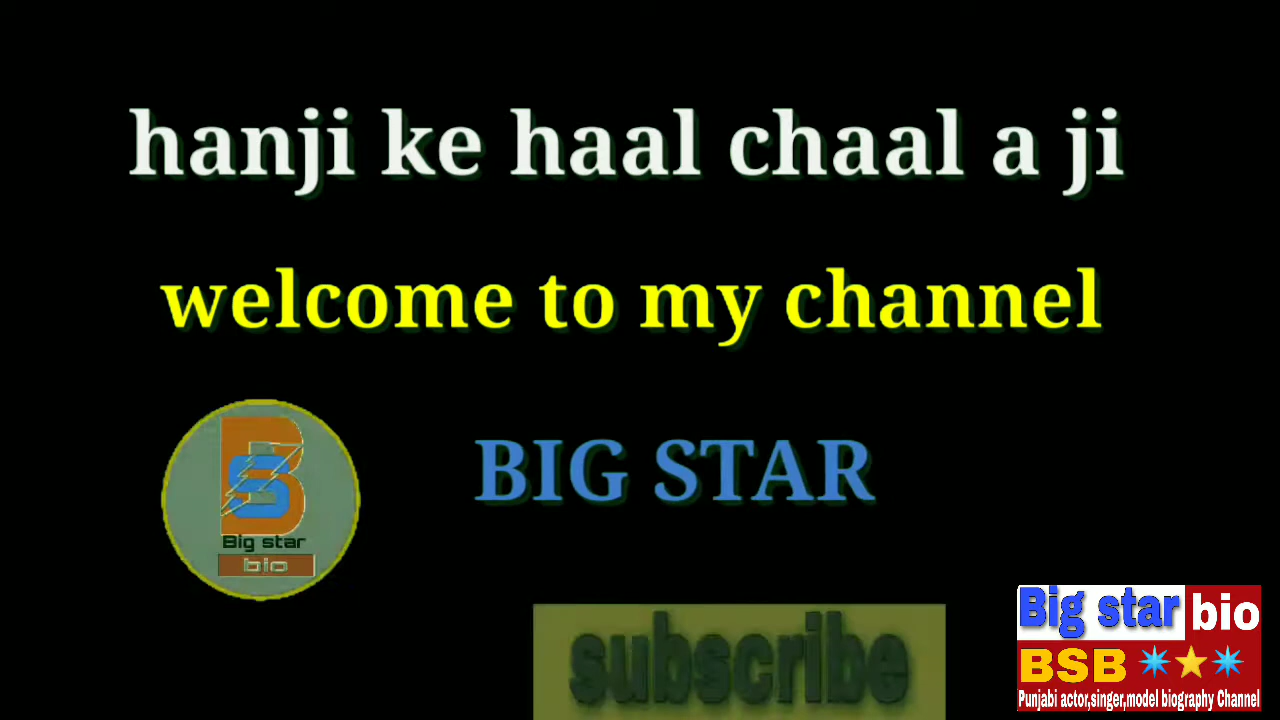 hanji ke haal chaal a ji
welcome to my channel
BS
Big star
bio
BIG STAR
subscribe
Big star bio
BSB
Punjabi actor,singer,model biography Channel